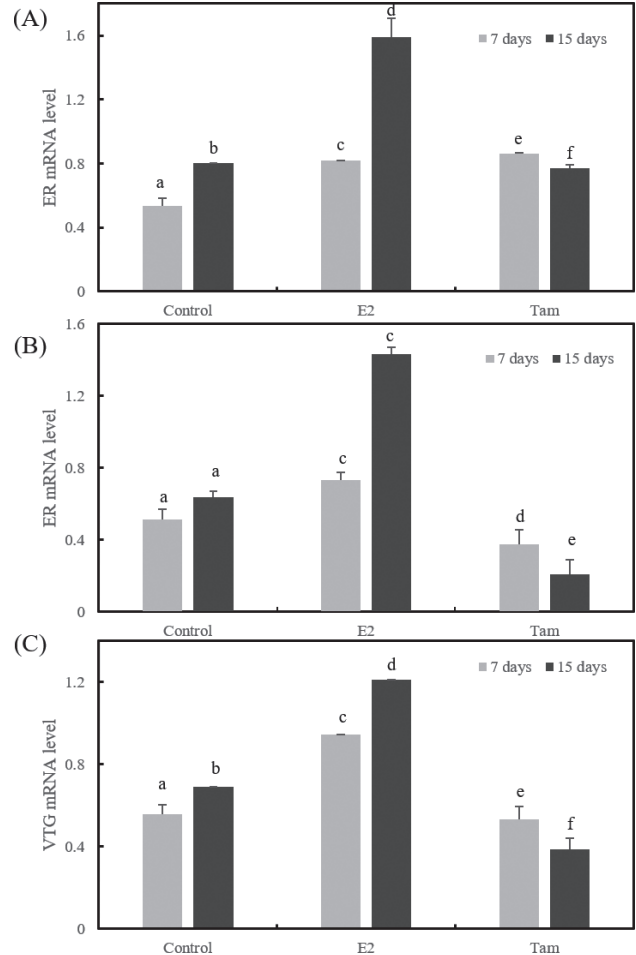 (A)
ER mRNA level
1.6
1.2
0.8
0.4
0
7 days 15 days
a b c d e f
Control E2 Tam
(B)
ER mRNA level
1.6
1.2
0.8
0.4
0
7 days 15 days
a a c c d e
Control E2 Tam
(C)
VTG mRNA level
1.2
0.8
0.4
0
7 days 15 days
a b c d e f
Control E2 Tam